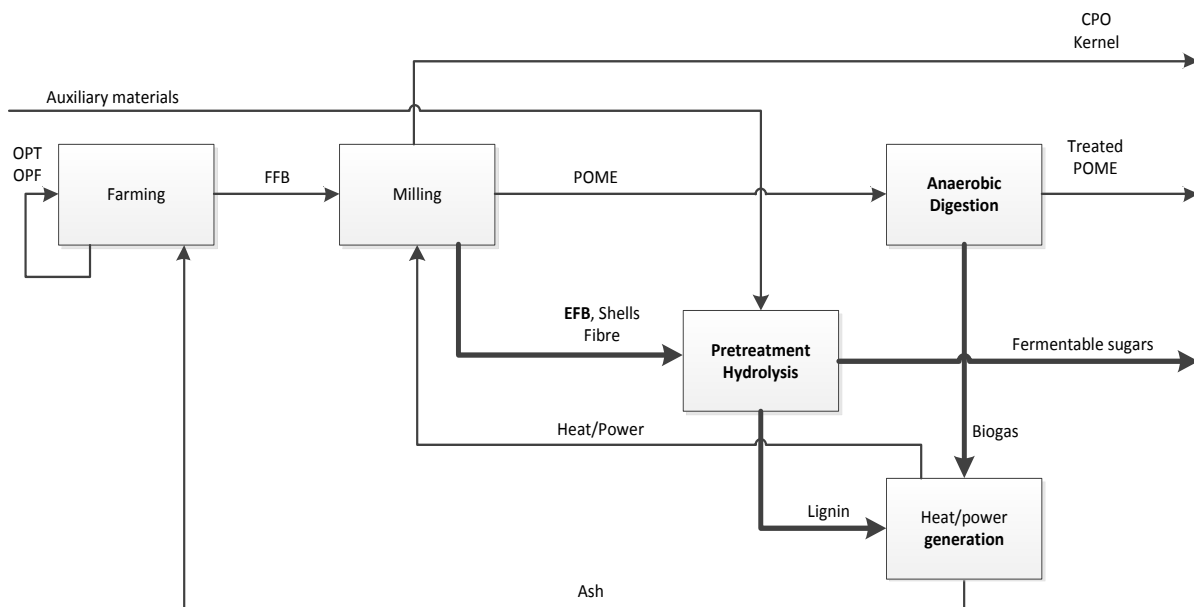 CPO
Kernel
Auxiliary materials
OPT
OPF
Farming
FFB
Milling
POME
Anaerobic
Digestion
Treated
POME
EFB, Shells
Fibre
Pretreatment
Hydrolysis
Fermentable sugars
Heat/Power
Biogas
Lignin
Heat/power
generation
Ash